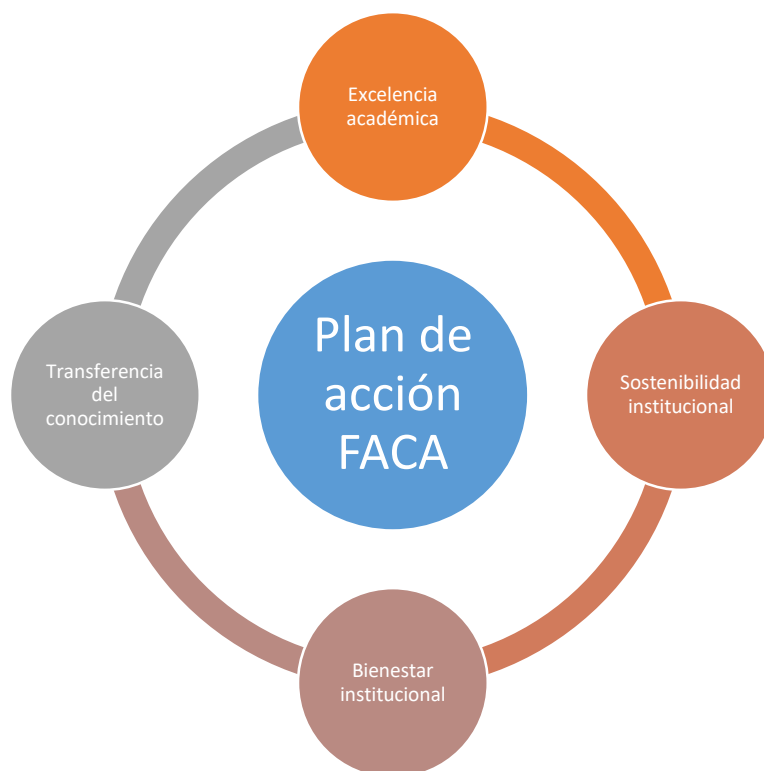 Excelencia
académica
Plan de
acción
FACA
Transferencia
del
conocimiento
Sostenibilidad
institucional
Bienestar
institucional